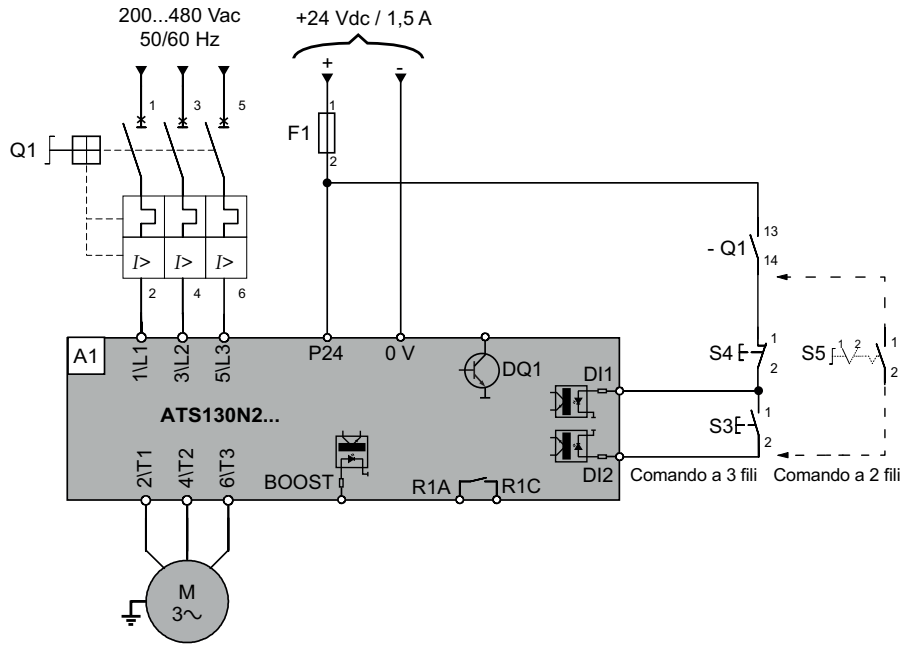 200...480 Vac
50/60 Hz
+24 Vdc / 1,5 A
+
-
1
3
5
Q1
F1
1
2
I>
I>
I>
2
4
6
- Q1
13
14
A1
1\L1
3\L2
5\L3
P24
0 V
DQ1
S4
1
2
S5
1
2
1
2
DI1
ATS130N2...
S3
1
2
DI2
Comando a 3 fili
Comando a 2 fili
2\T1
4\T2
6\T3
BOOST
R1A
R1C
M
3~